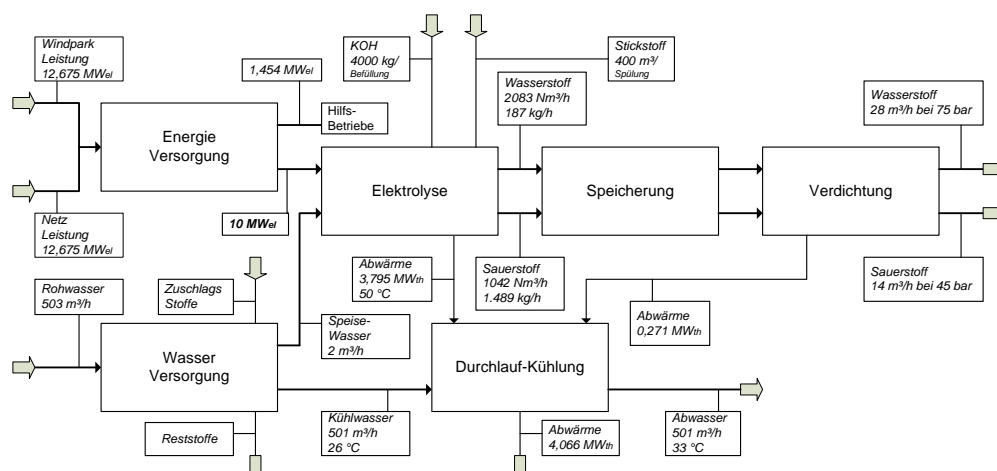 Windpark
Leistung
12,675 MWel
1,454 MWel
KOH
4000 kg/
Befüllung
Stickstoff
400 m³/
Spülung
Wasserstoff
2083 Nm³/h
187 kg/h
Wasserstoff
28 m³/h bei 75 bar
Energie
Versorgung
Hilfs-
Betriebe
Elektrolyse
Speicherung
Verdichtung
Netz
Leistung
12,675 MWel
10 MWel
Abwärme
3,795 MWth
50 °C
Sauerstoff
1042 Nm³/h
1.489 kg/h
Sauerstoff
14 m³/h bei 45 bar
Rohwasser
503 m³/h
Zuschlags
Stoffe
Speise-
Wasser
2 m³/h
Abwärme
0,271 MWth
Wasser
Versorgung
Durchlauf-Kühlung
Reststoffe
Kühlwasser
501 m³/h
26 °C
Abwärme
4,066 MWth
Abwasser
501 m³/h
33 °C